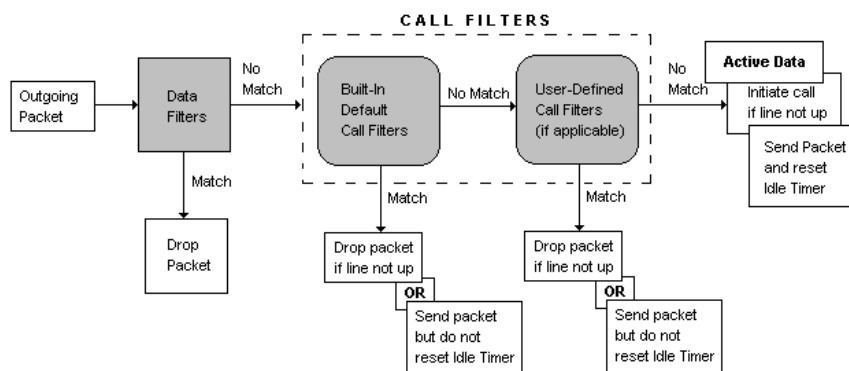 CALL FILTERS
Outgoing
Packet
Data
Filters
No
Match
Built-In
Default
Call Filters
No Match
User-Defined
Call Filters
(if applicable)
No
Match
Active Data
Initiate call
if line not up
Send Packet
and reset
Idle Timer
Match
Drop
Packet
Match
Drop packet
if line not up
OR
Send packet
but do not
reset Idle Timer
Match
Drop packet
if line not up
OR
Send packet
but do not
reset Idle Timer